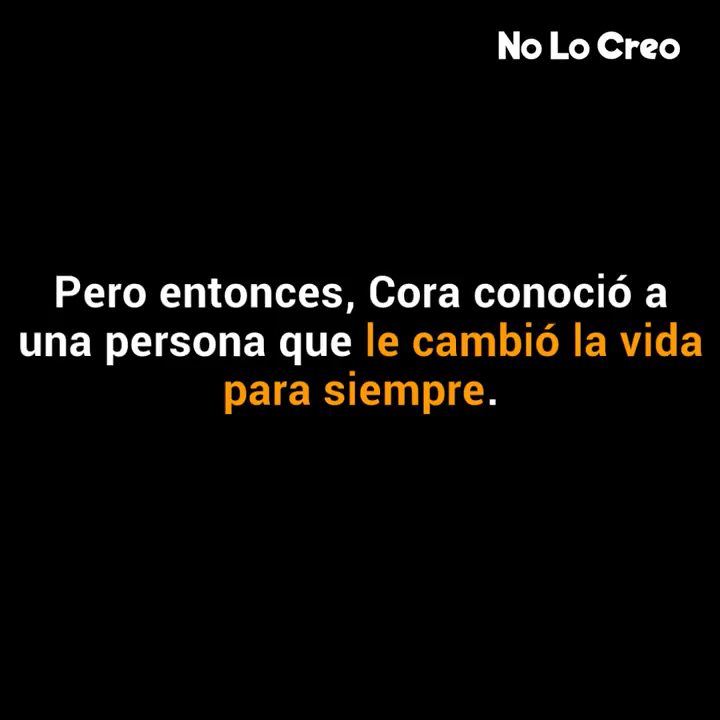 No Lo Creo
Pero entonces, Cora conoció a
una persona que le cambió la vida
para siempre.